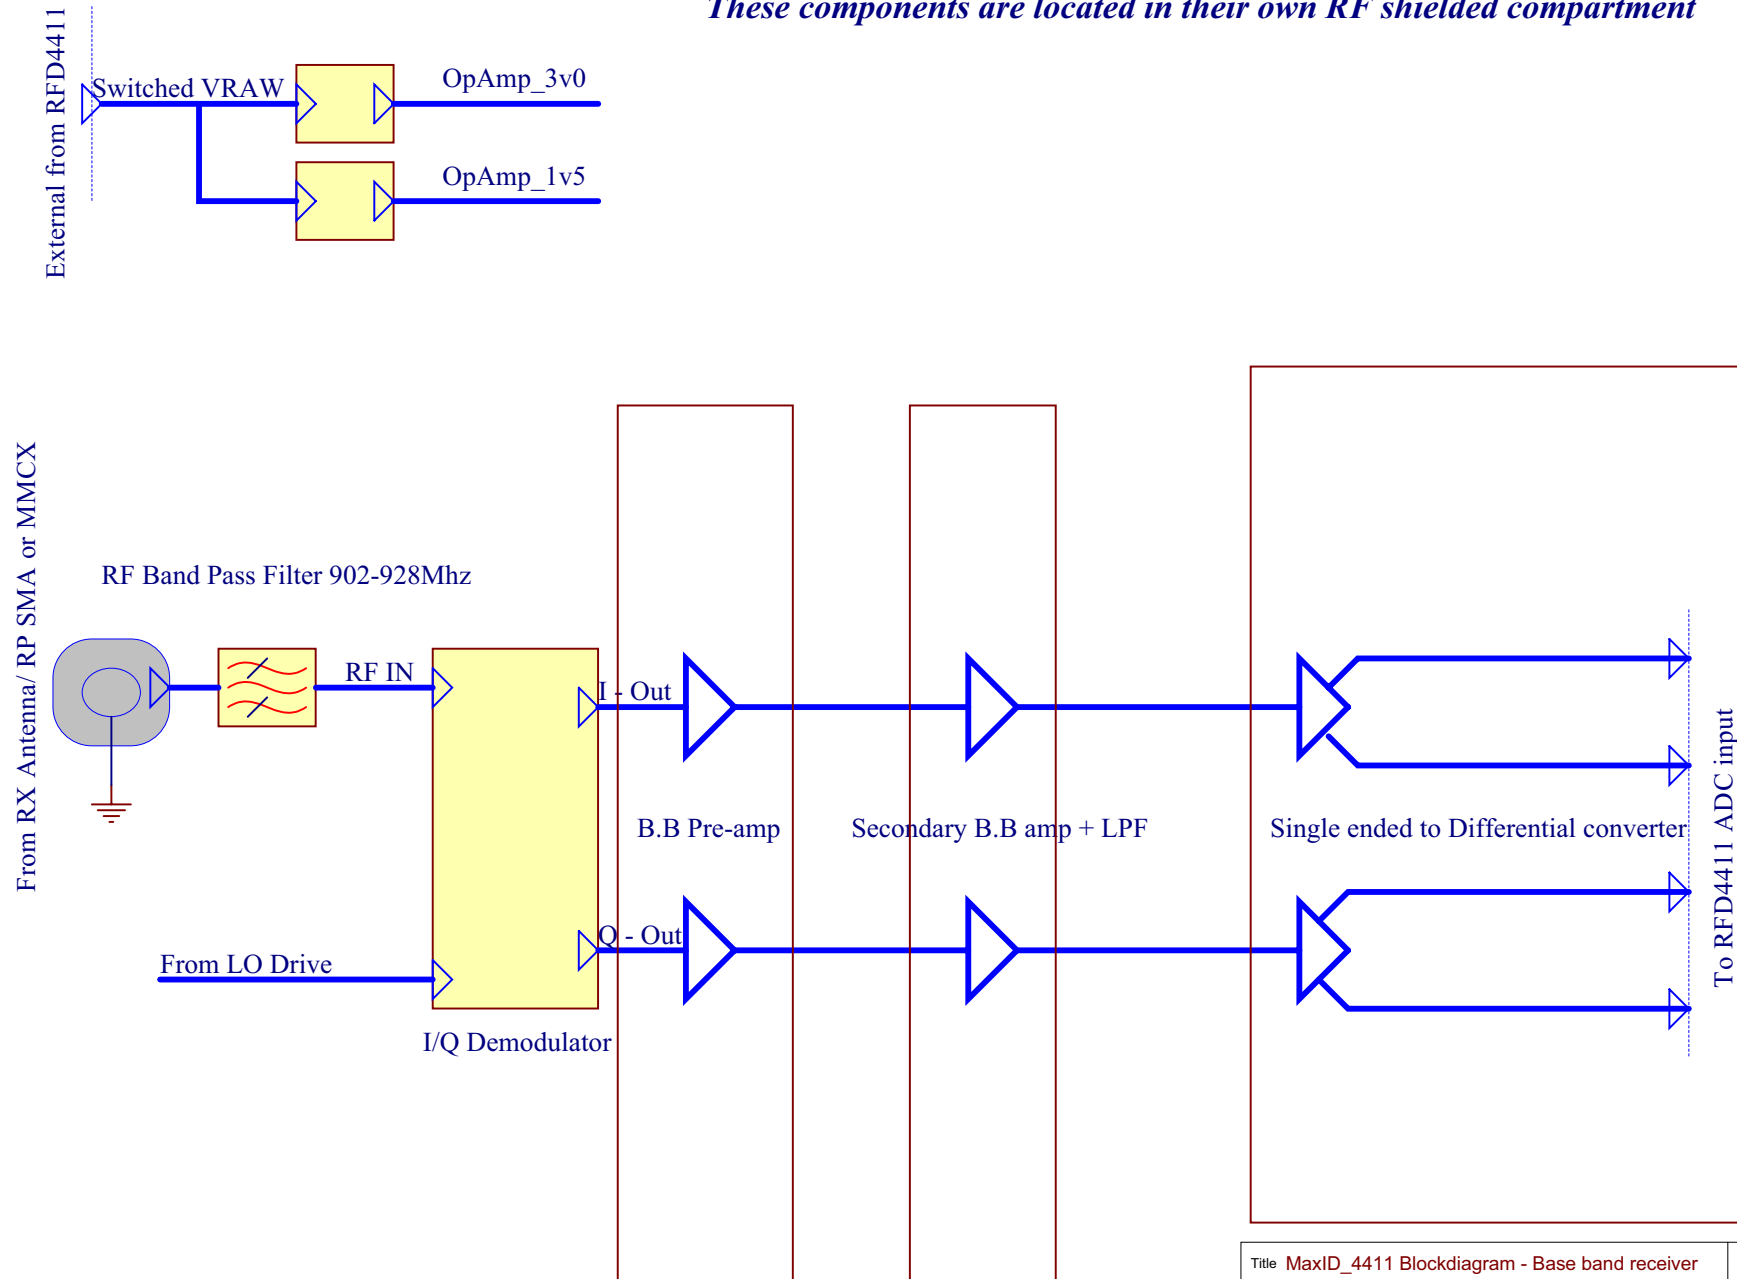 These components are located in their own RF shielded compartment
External from RFD4411
Switched VRAW
OpAmp_3v0
OpAmp_1v5
From RX Antenna/ RP SMA or MMCX
RF Band Pass Filter 902-928Mhz
RF IN
I - Out
B.B Pre-amp
Secondary B.B amp + LPF
Single ended to Differential converter
To RFD4411 ADC input
Q - Out
From LO Drive
I/Q Demodulator
Title MaxID_4411 Blockdiagram - Base band receiver